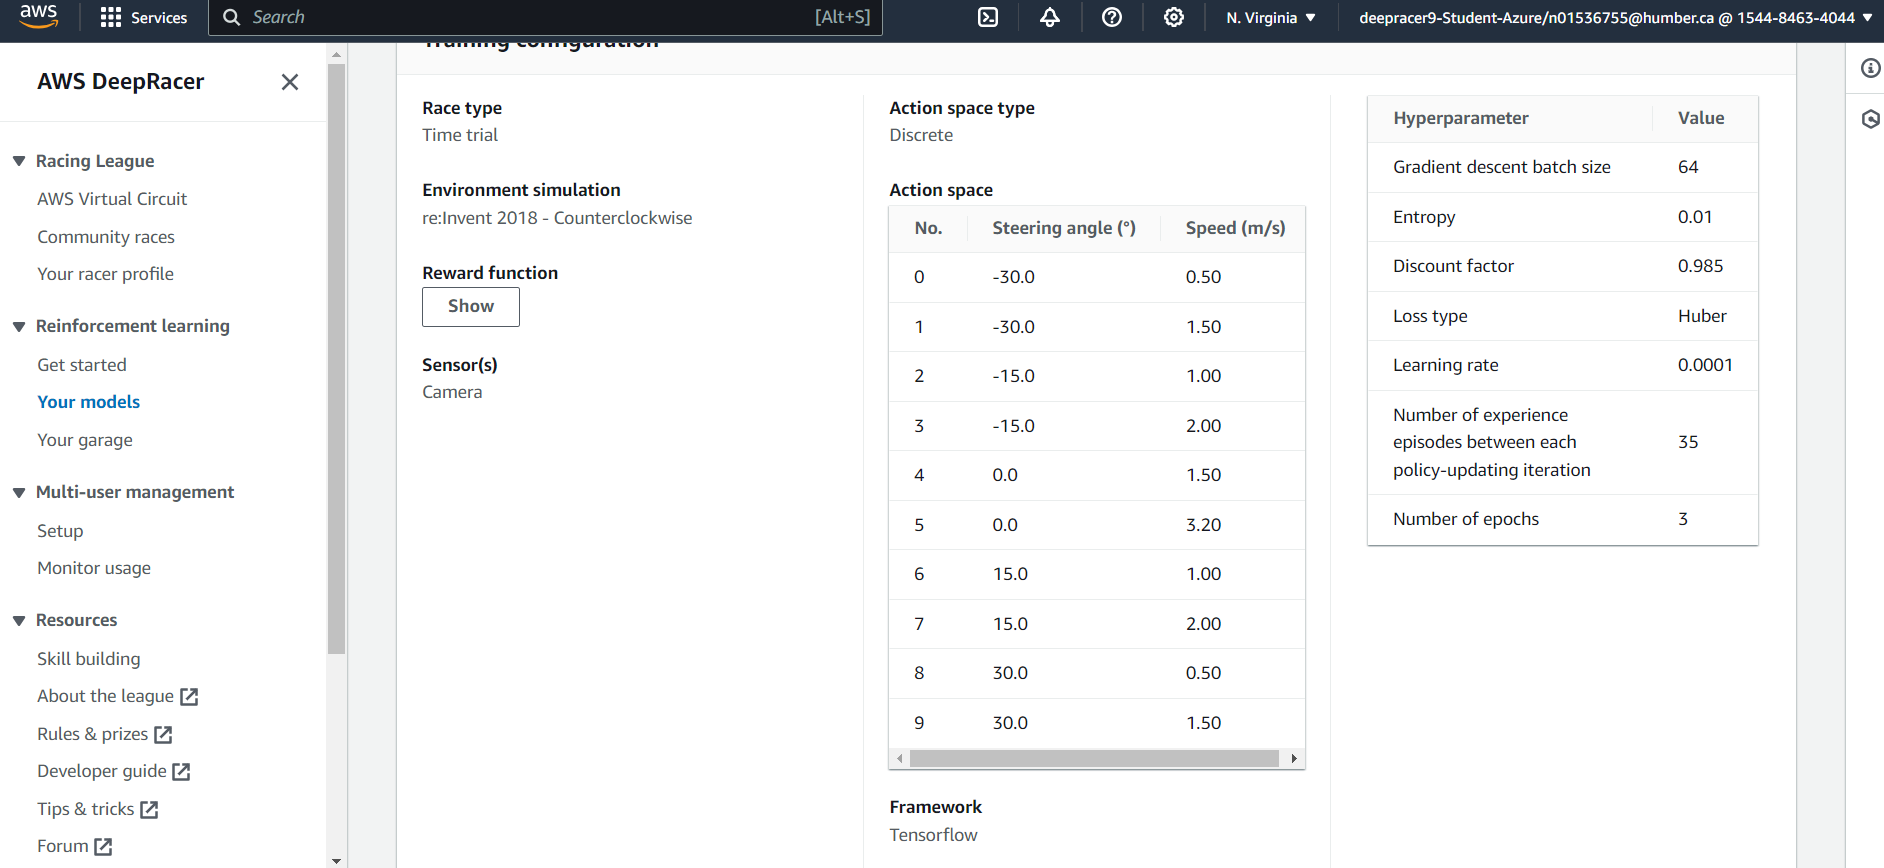 aws
Services
Search
[Alt+S]
N. Virginia
deepracer9-Student-Azure/n01536755@humber.ca @ 1544-8463-4044
AWS DeepRacer
Racing League
AWS Virtual Circuit
Community races
Your racer profile
Reinforcement learning
Get started
Your models
Your garage
Multi-user management
Setup
Monitor usage
Resources
Skill building
About the league
Rules & prizes
Developer guide
Tips & tricks
Forum
Training configuration
Race type
Time trial
Environment simulation
re:Invent 2018 - Counterclockwise
Reward function
Show
Sensor(s)
Camera
Action space type
Discrete
Action space
No. Steering angle (°) Speed (m/s)
0 -30.0 0.50
1 -30.0 1.50
2 -15.0 1.00
3 -15.0 2.00
4 0.0 1.50
5 0.0 3.20
6 15.0 1.00
7 15.0 2.00
8 30.0 0.50
9 30.0 1.50
Framework
Tensorflow
Hyperparameter Value
Gradient descent batch size 64
Entropy 0.01
Discount factor 0.985
Loss type Huber
Learning rate 0.0001
Number of experience
episodes between each 35
policy-updating iteration
Number of epochs 3